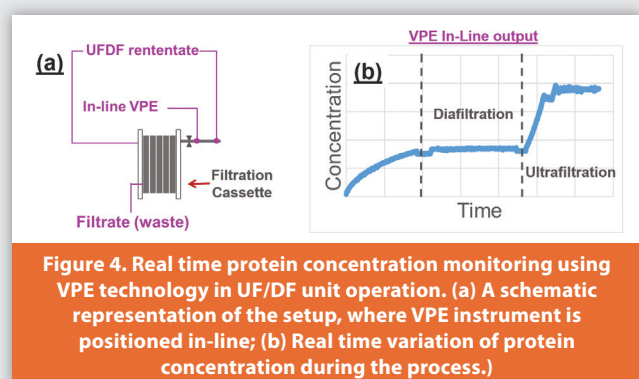 (a)
UFDF rententate
In-line VPE
Filtration
Cassette
Filtrate (waste)
VPE In-Line output
(b)
Concentration
Diafiltration
Ultrafiltration
Time
Figure 4. Real time protein concentration monitoring using
VPE technology in UF/DF unit operation. (a) A schematic
representation of the setup, where VPE instrument is
positioned in-line; (b) Real time variation of protein
concentration during the process.)